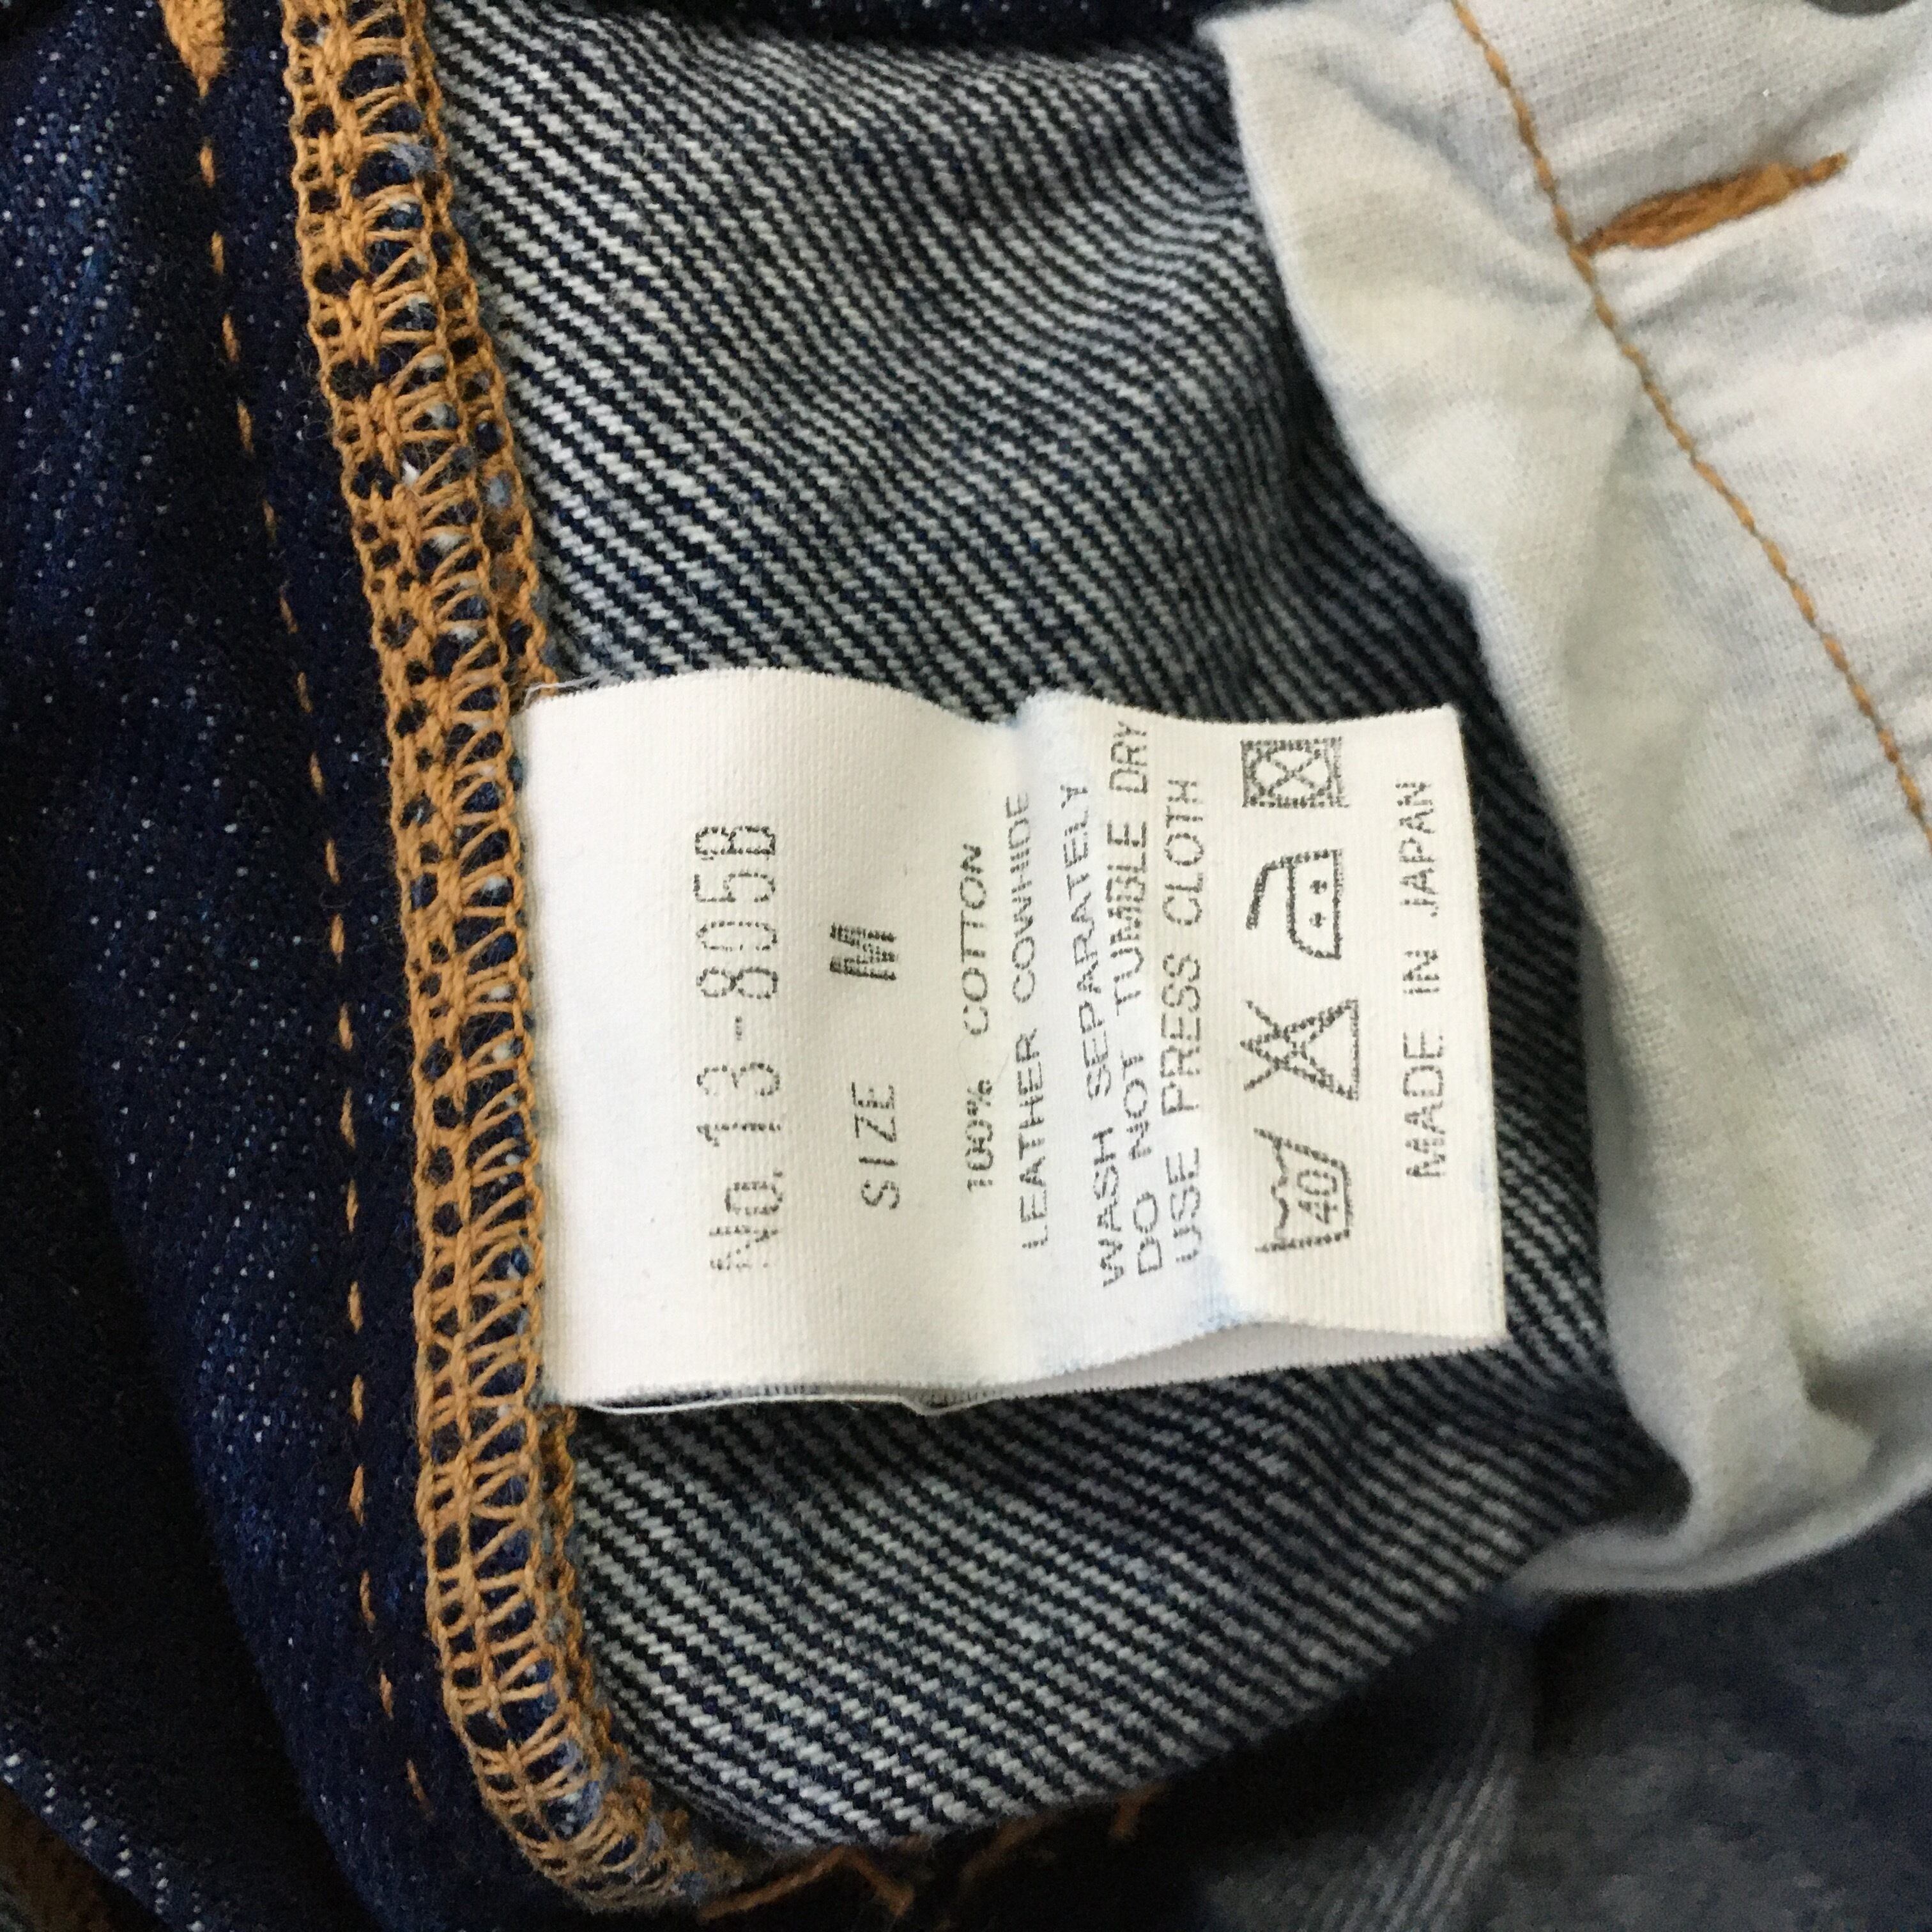 No.13-805B
SIZE M
100% COTTON
LEATHER COWHIDE
WASH SEPARATELY
DO NOT TUMBLE DRY
USE PRESS CLOTH
40
MADE IN JAPAN